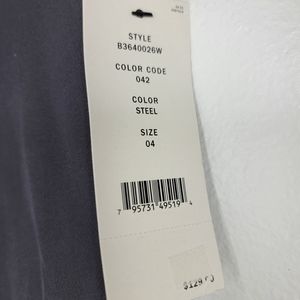 STYLE
B3640026W
COLOR CODE
042
COLOR
STEEL
SIZE
04
7 95731 49519 4